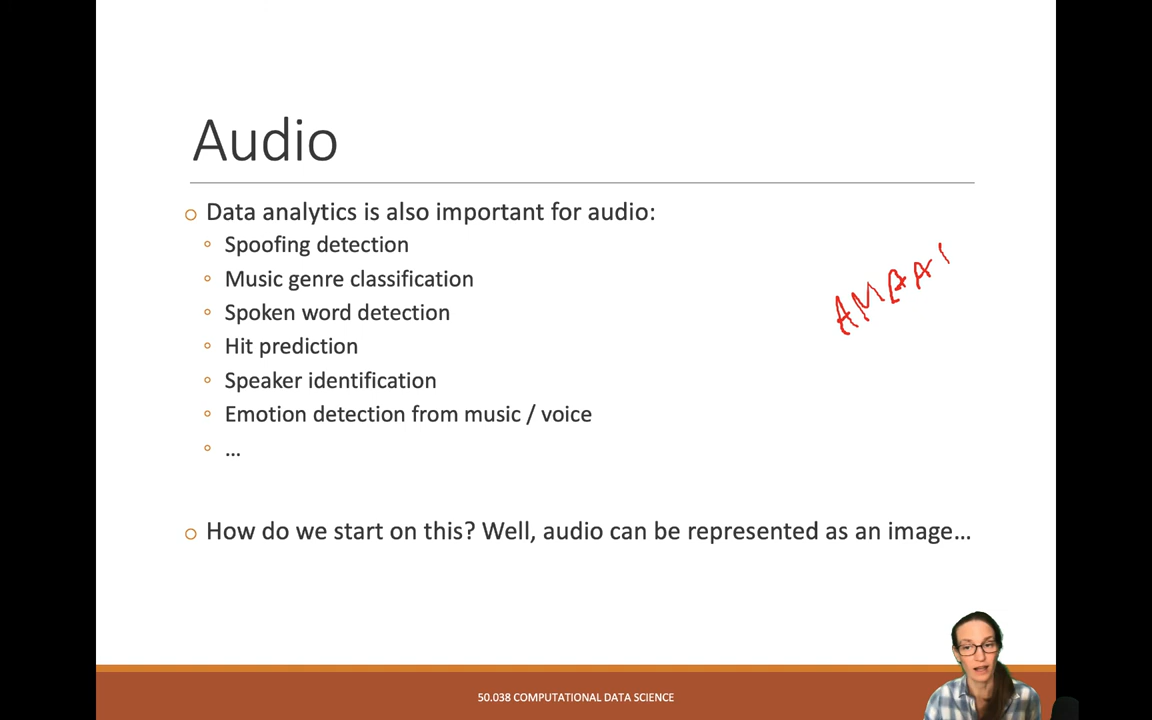 Audio
Data analytics is also important for audio:
Spoofing detection
Music genre classification
Spoken word detection
Hit prediction
Speaker identification
Emotion detection from music / voice
...
AMAAI
How do we start on this? Well, audio can be represented as an image...
50.038 COMPUTATIONAL DATA SCIENCE